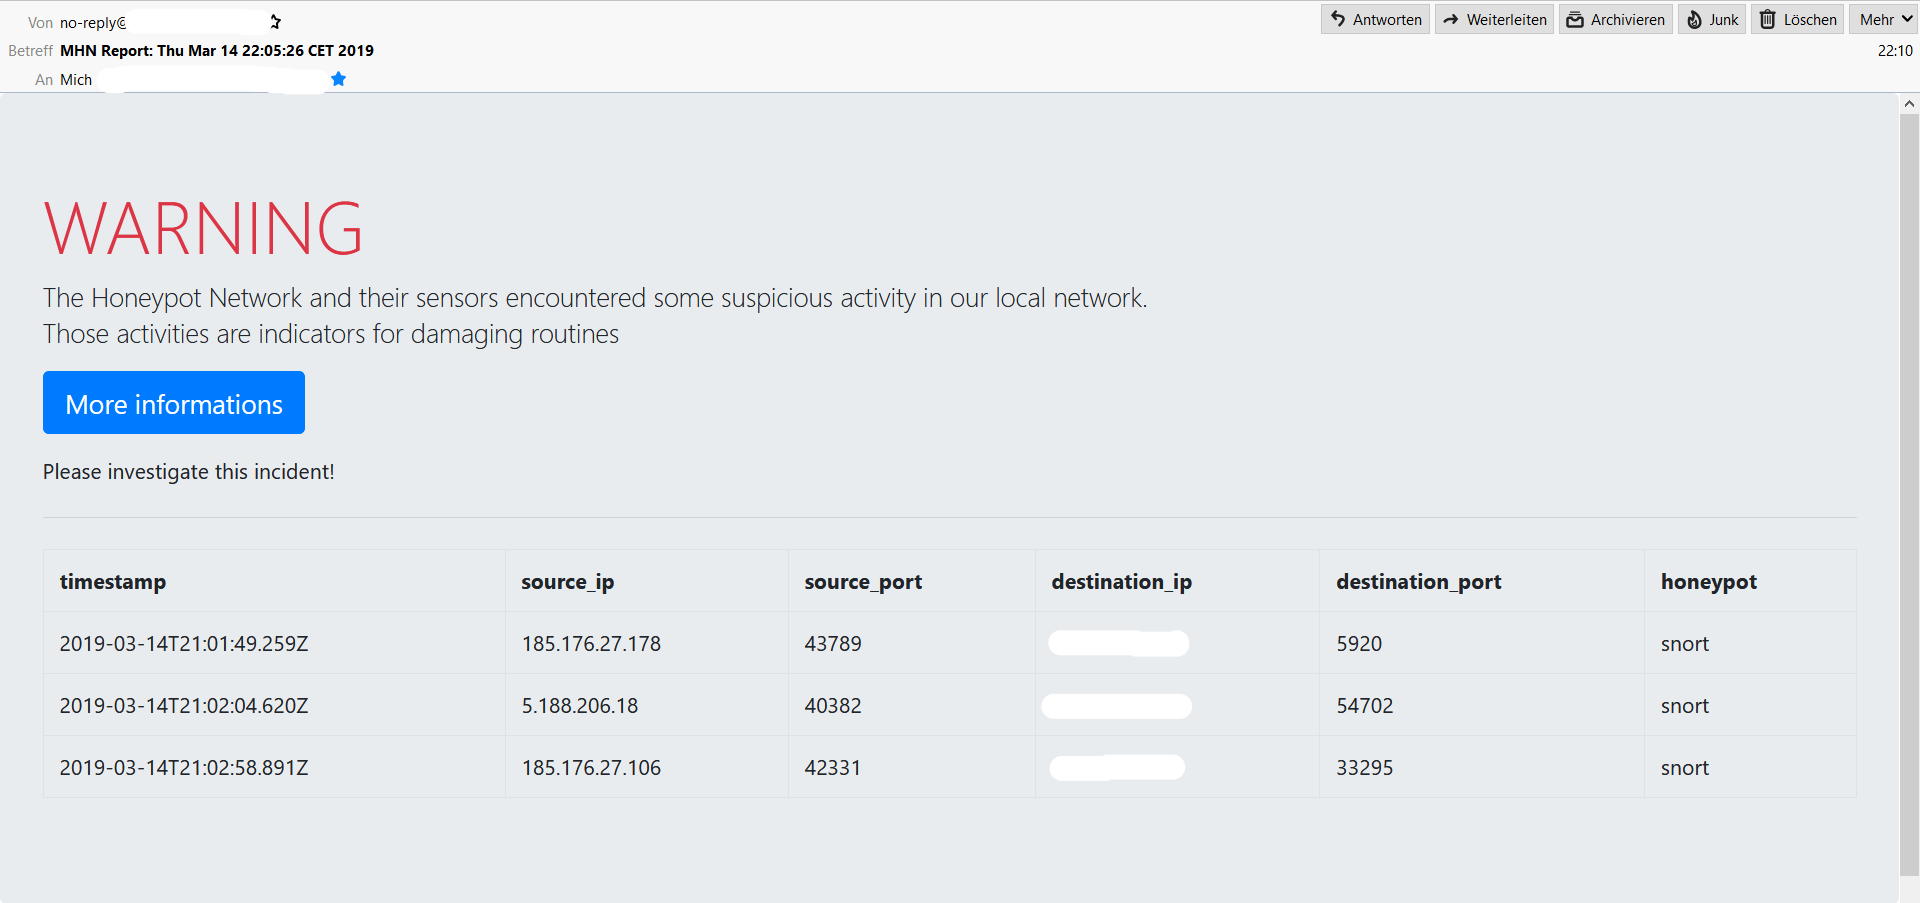 Von no-reply@
Antworten Weiterleiten Archivieren Junk Löschen Mehr
Betreff MHN Report: Thu Mar 14 22:05:26 CET 2019
22:10
An Mich
WARNING
The Honeypot Network and their sensors encountered some suspicious activity in our local network.
Those activities are indicators for damaging routines
More informations
Please investigate this incident!
timestamp source_ip source_port destination_ip destination_port honeypot
2019-03-14T21:01:49.259Z 185.176.27.178 43789 5920 snort
2019-03-14T21:02:04.620Z 5.188.206.18 40382 54702 snort
2019-03-14T21:02:58.891Z 185.176.27.106 42331 33295 snort